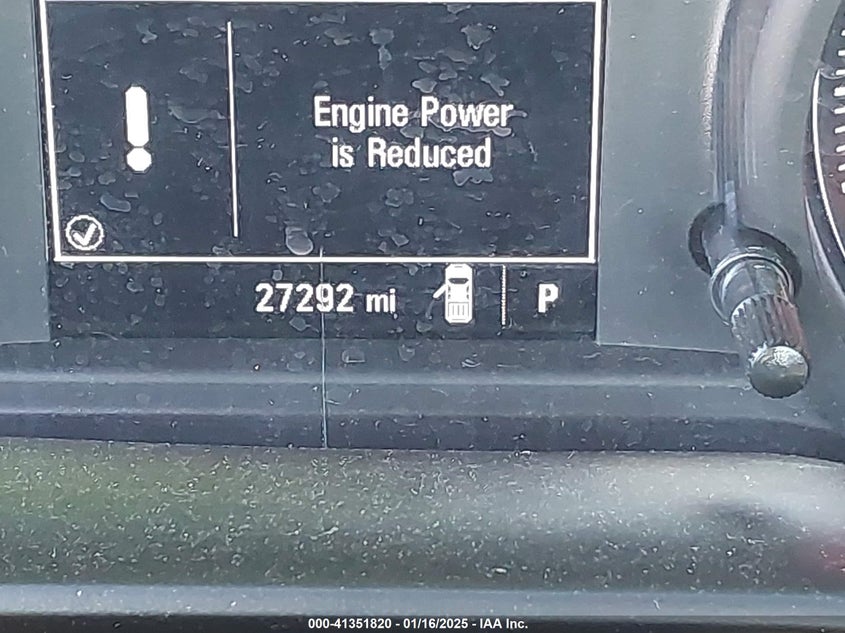 Engine Power
is Reduced
27292 mi
P
000-41351820 - 01/16/2025 - IAA Inc.